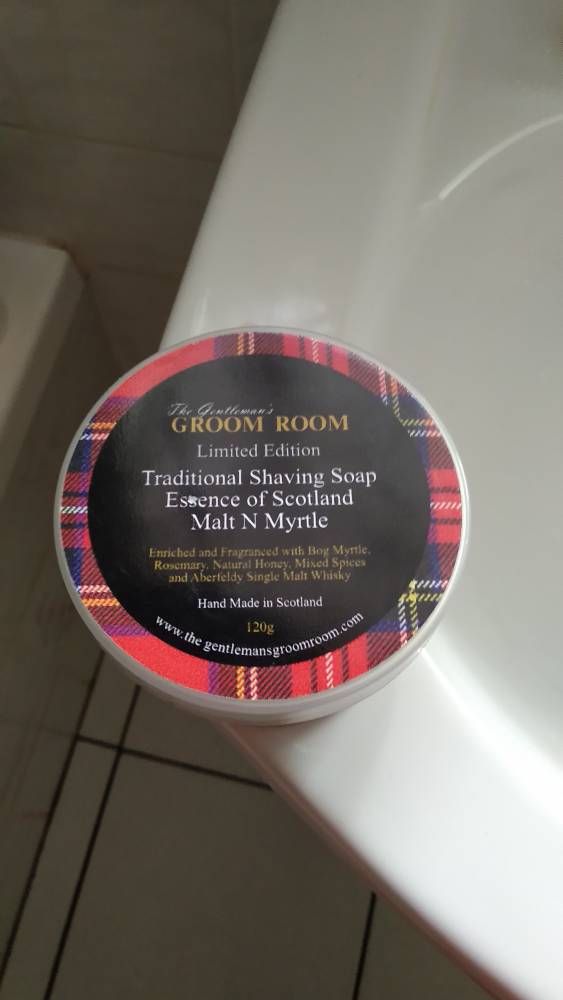 The Gentleman's
GROOM ROOM
Limited Edition
Traditional Shaving Soap
Essence of Scotland
Malt N Myrtle
Enriched and Fragranced with Bog Myrtle,
Rosemary, Natural Honey, Mixed Spices
and Aberfeldy Single Malt Whisky
Hand Made in Scotland
120g
www.the gentlemansgroomroom.com